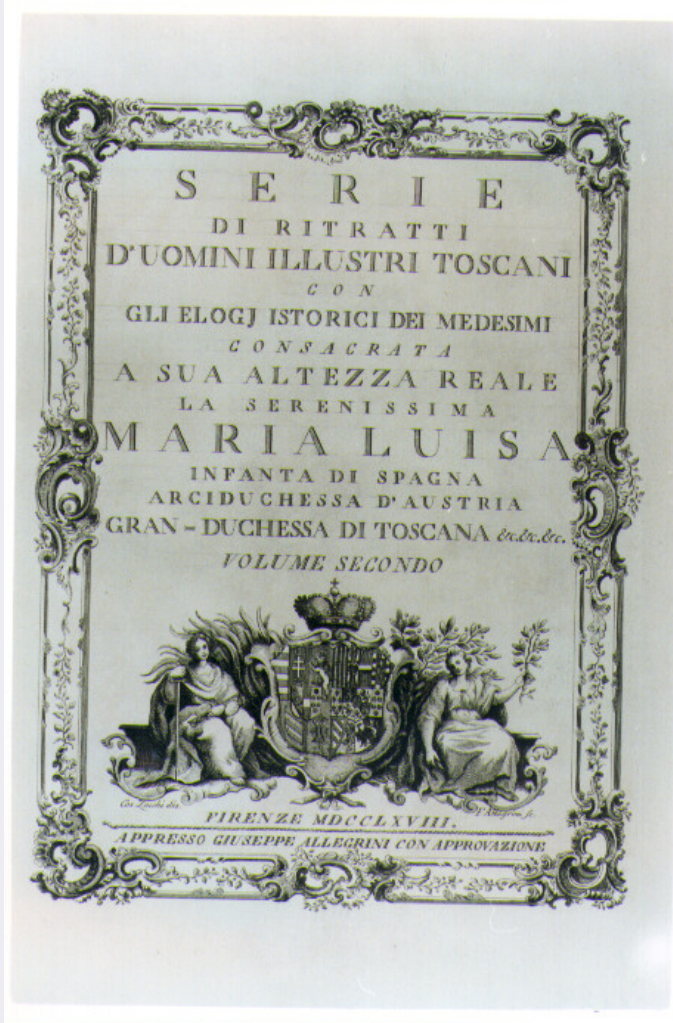 SERIE
DI RITRATTI
D'UOMINI ILLUSTRI TOSCANI
CON
GLI ELOGJ ISTORICI DEI MEDESIMI
CONSACRATA
A SUA ALTEZZA REALE
LA SERENISSIMA
MARIA LUISA
INFANTA DI SPAGNA
ARCIDUCHESSA D'AUSTRIA
GRAN-DUCHESSA DI TOSCANA &c.&c.&c.
VOLUME SECONDO
Cos. Zocchi
FIRENZE MDCCLXVIII.
APPRESSO GIUSEPPE ALLEGRINI CON APPROVAZIONE